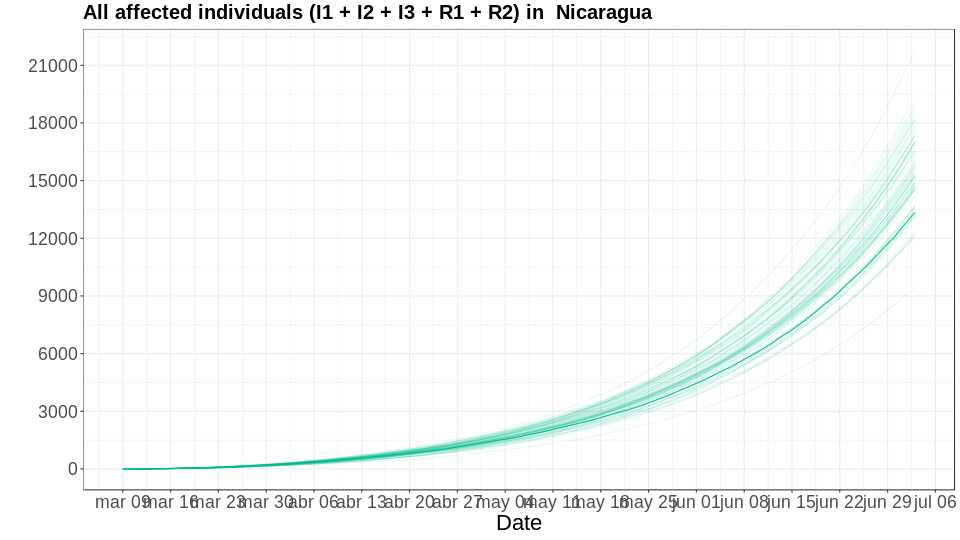 All affected individuals (I1 + I2 + I3 + R1 + R2) in  Nicaragua
21000
18000
15000
12000
9000
6000
3000
0
mar 09 mar 16 mar 23 mar 30 abr 06 abr 13 abr 20 abr 27 may 04 may 11 may 18 may 25 jun 01 jun 08 jun 15 jun 22 jun 29 jul 06
Date